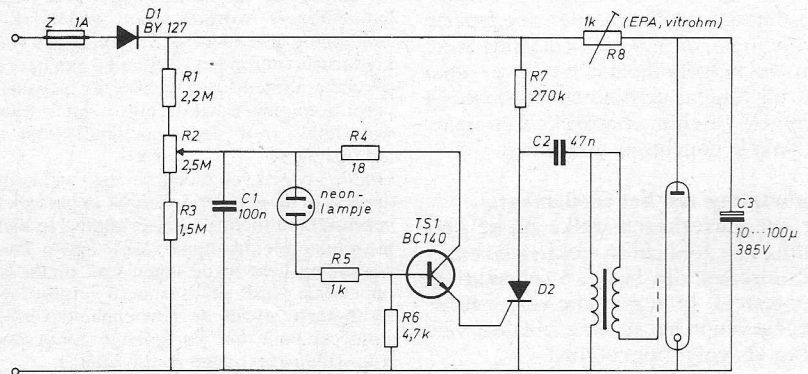 Z 1A
D1
BY 127
1k (EPA, vitrohm)
R8
R1
2,2M
R7
270k
R2
2,5M
R4
18
C2 47n
C1
100n
neon-
lampje
R3
1,5M
TS1
BC140
C3
10...100µ
385V
R5
1k
D2
R6
4,7k